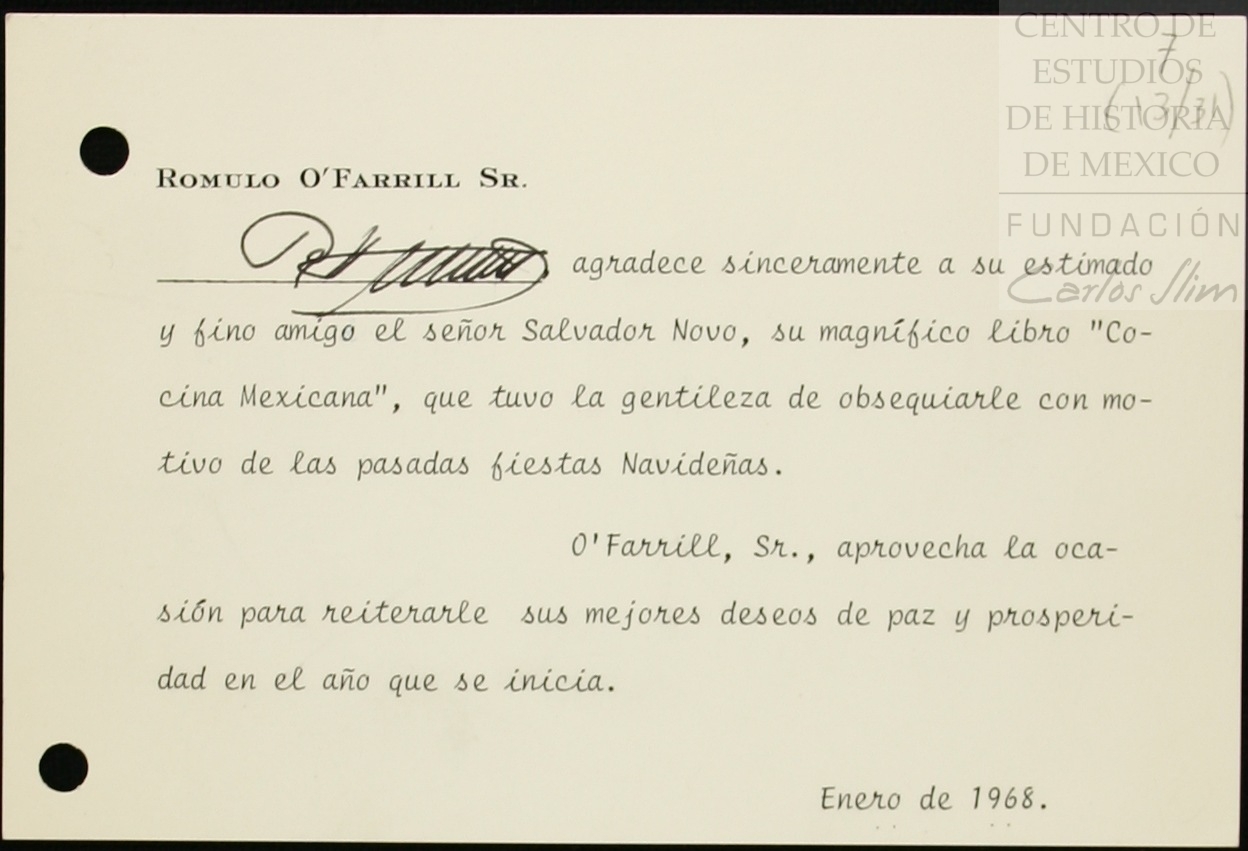 CENTRO DE
ESTUDIOS
DE HISTORIA
DE MEXICO
FUNDACIÓN
Carlos Slim
7
(13/31)
ROMULO O'FARRILL SR.
agradece sinceramente a su estimado
y fino amigo el señor Salvador Novo, su magnífico libro "Co-
cina Mexicana", que tuvo la gentileza de obsequiarle con mo-
tivo de las pasadas fiestas Navideñas.
O'Farrill, Sr., aprovecha la oca-
sión para reiterarle sus mejores deseos de paz y prosperi-
dad en el año que se inicia.
Enero de 1968.